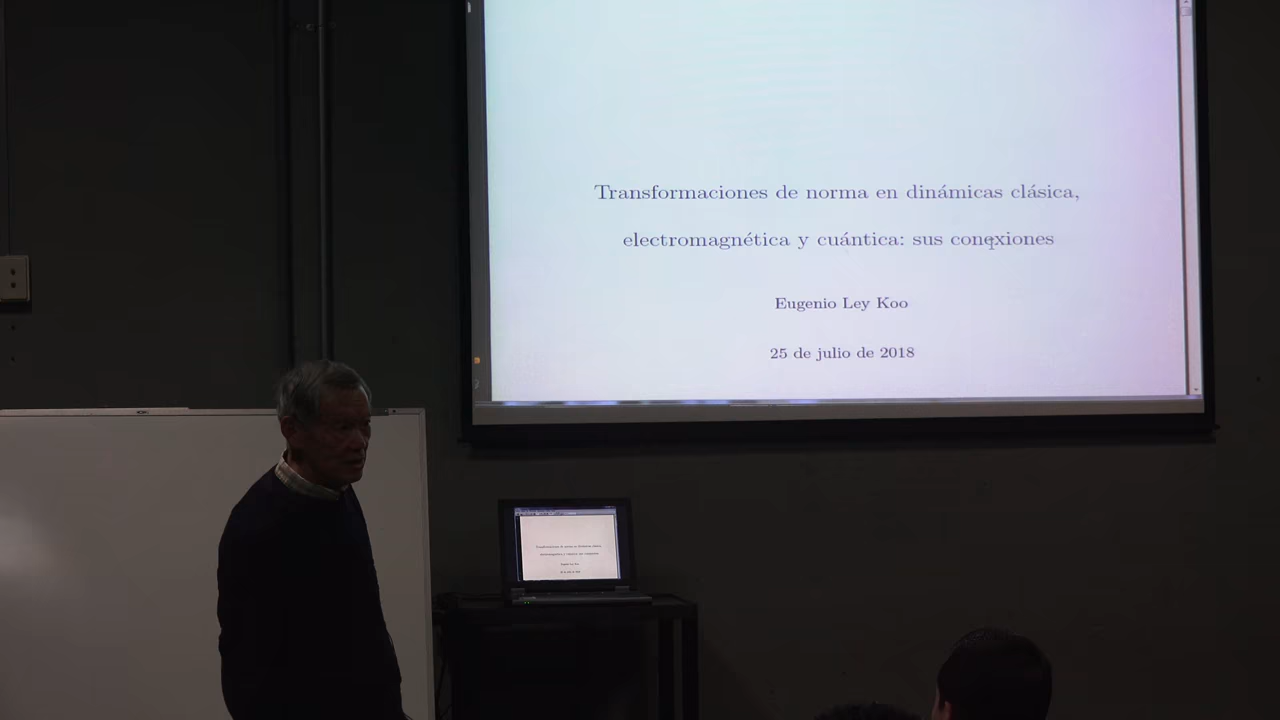 Transformaciones de norma en dinámicas clásica,
electromagnética y cuántica: sus conexiones
Eugenio Ley Koo
25 de julio de 2018